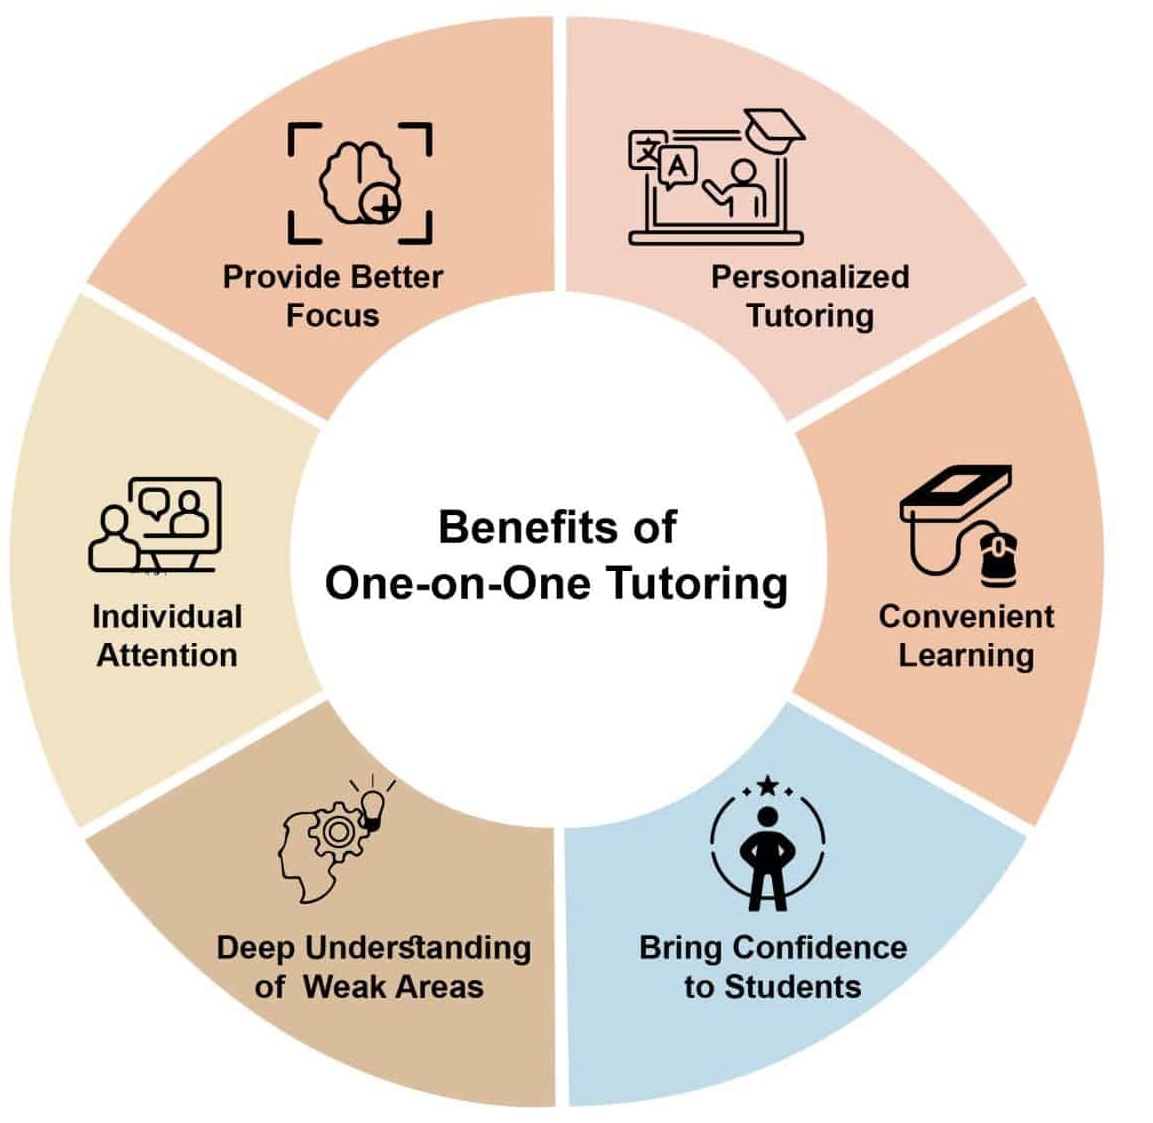 Benefits of
One-on-One Tutoring
Personalized
Tutoring
文
A
Convenient
Learning
Bring Confidence
to Students
Deep Understanding
of Weak Areas
Individual
Attention
Provide Better
Focus